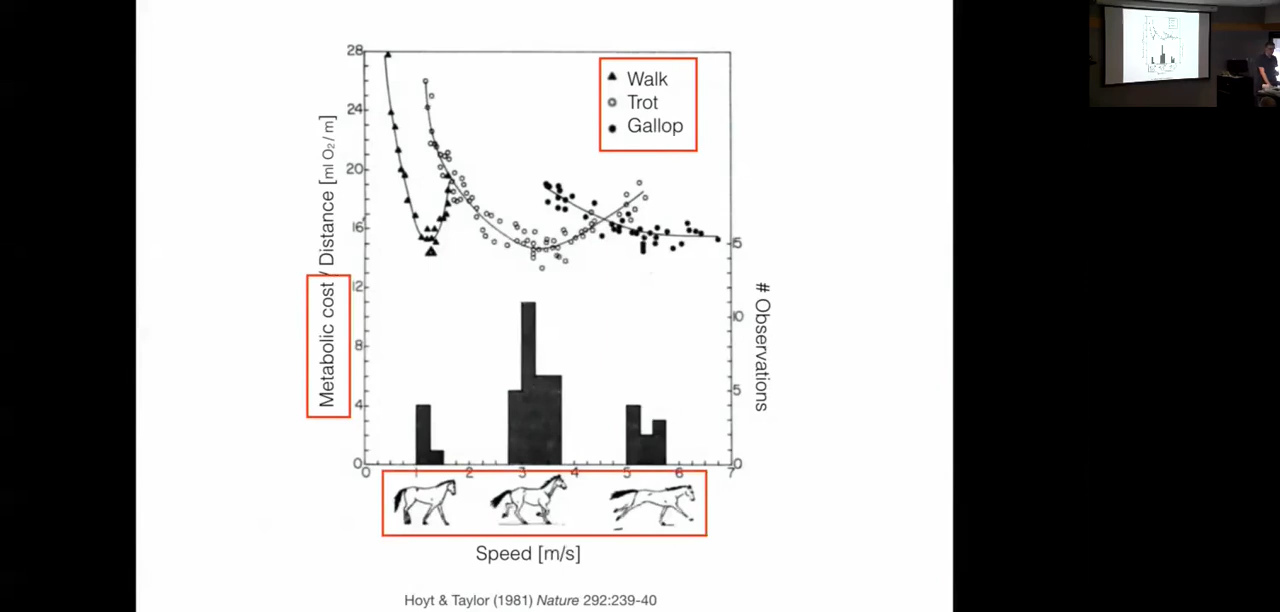 28
24
20
16
12
8
4
0
Metabolic cost / Distance [ml O2 / m]
Walk
Trot
Gallop
15
10
5
0
# Observations
0 1 2 3 4 5 6 7
Speed [m/s]
Hoyt & Taylor (1981) Nature 292:239-40